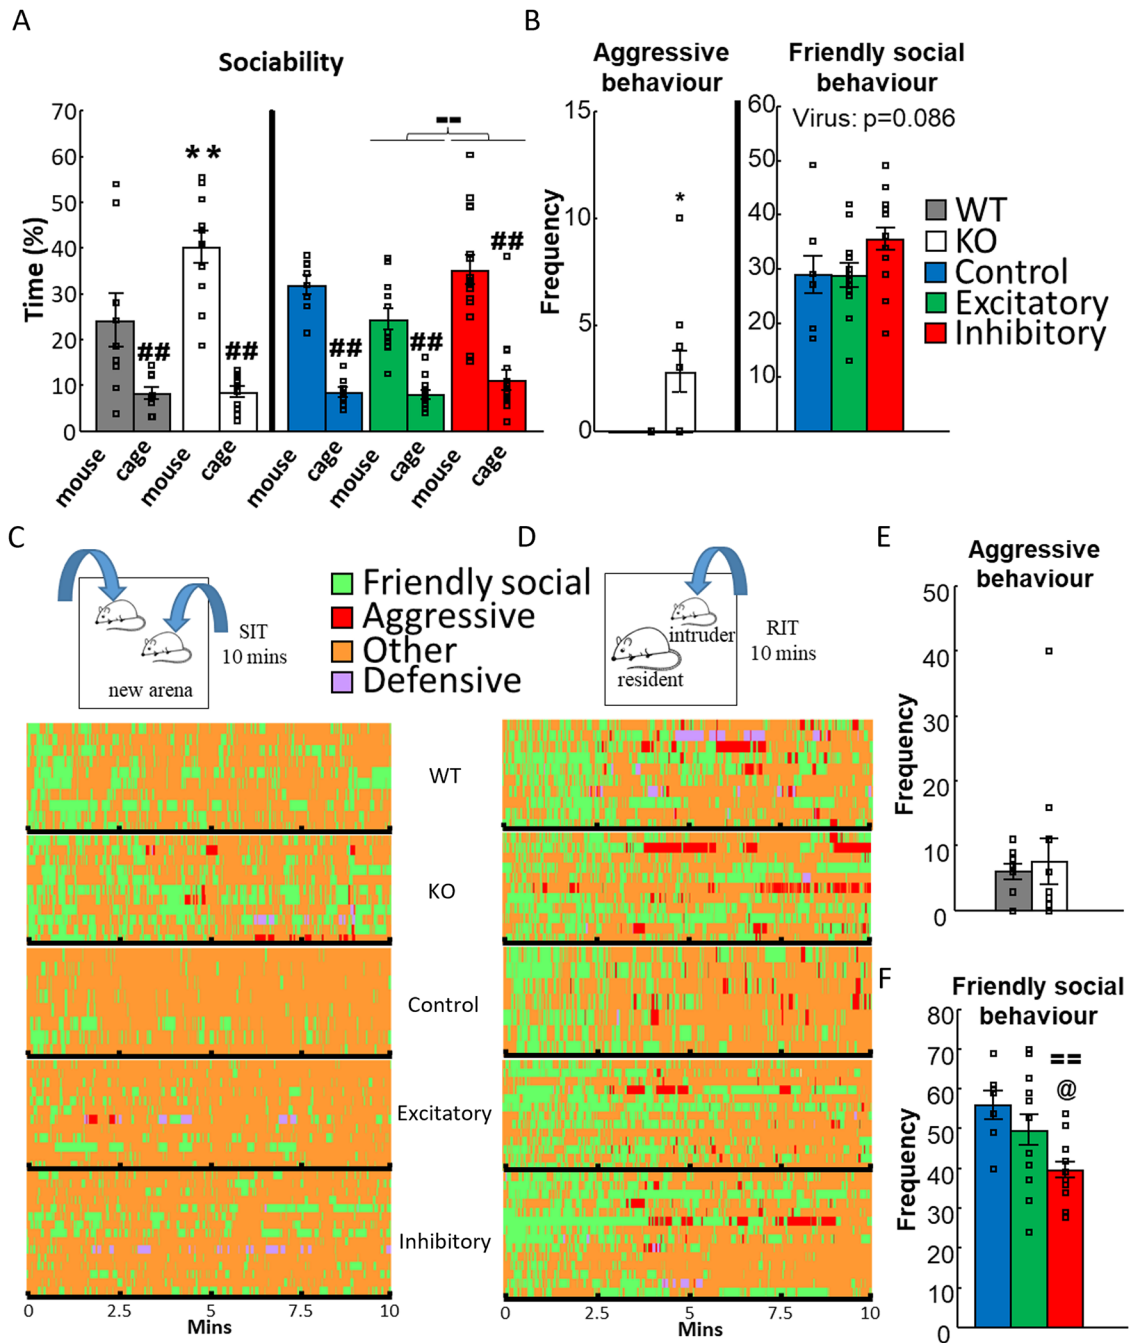 A
Sociability
70
60
50
40
30
20
10
0
Time (%)
**
##
##
##
##
##
==
mouse
cage
mouse
cage
mouse
cage
mouse
cage
mouse
cage
B
Aggressive
behaviour
15
10
5
0
Frequency
*
Friendly social
behaviour
Virus: p=0.086
60
50
40
30
20
10
WT
KO
Control
Excitatory
Inhibitory
C
SIT
10 mins
new arena
Friendly social
Aggressive
Other
Defensive
D
intruder
resident
RIT
10 mins
WT
KO
Control
Excitatory
Inhibitory
0
2.5
5
7.5
10
Mins
0
2.5
5
7.5
10
Mins
E
Aggressive
behaviour
50
40
30
20
10
0
Frequency
F
Friendly social
behaviour
80
70
60
50
40
30
20
10
0
Frequency
==
@